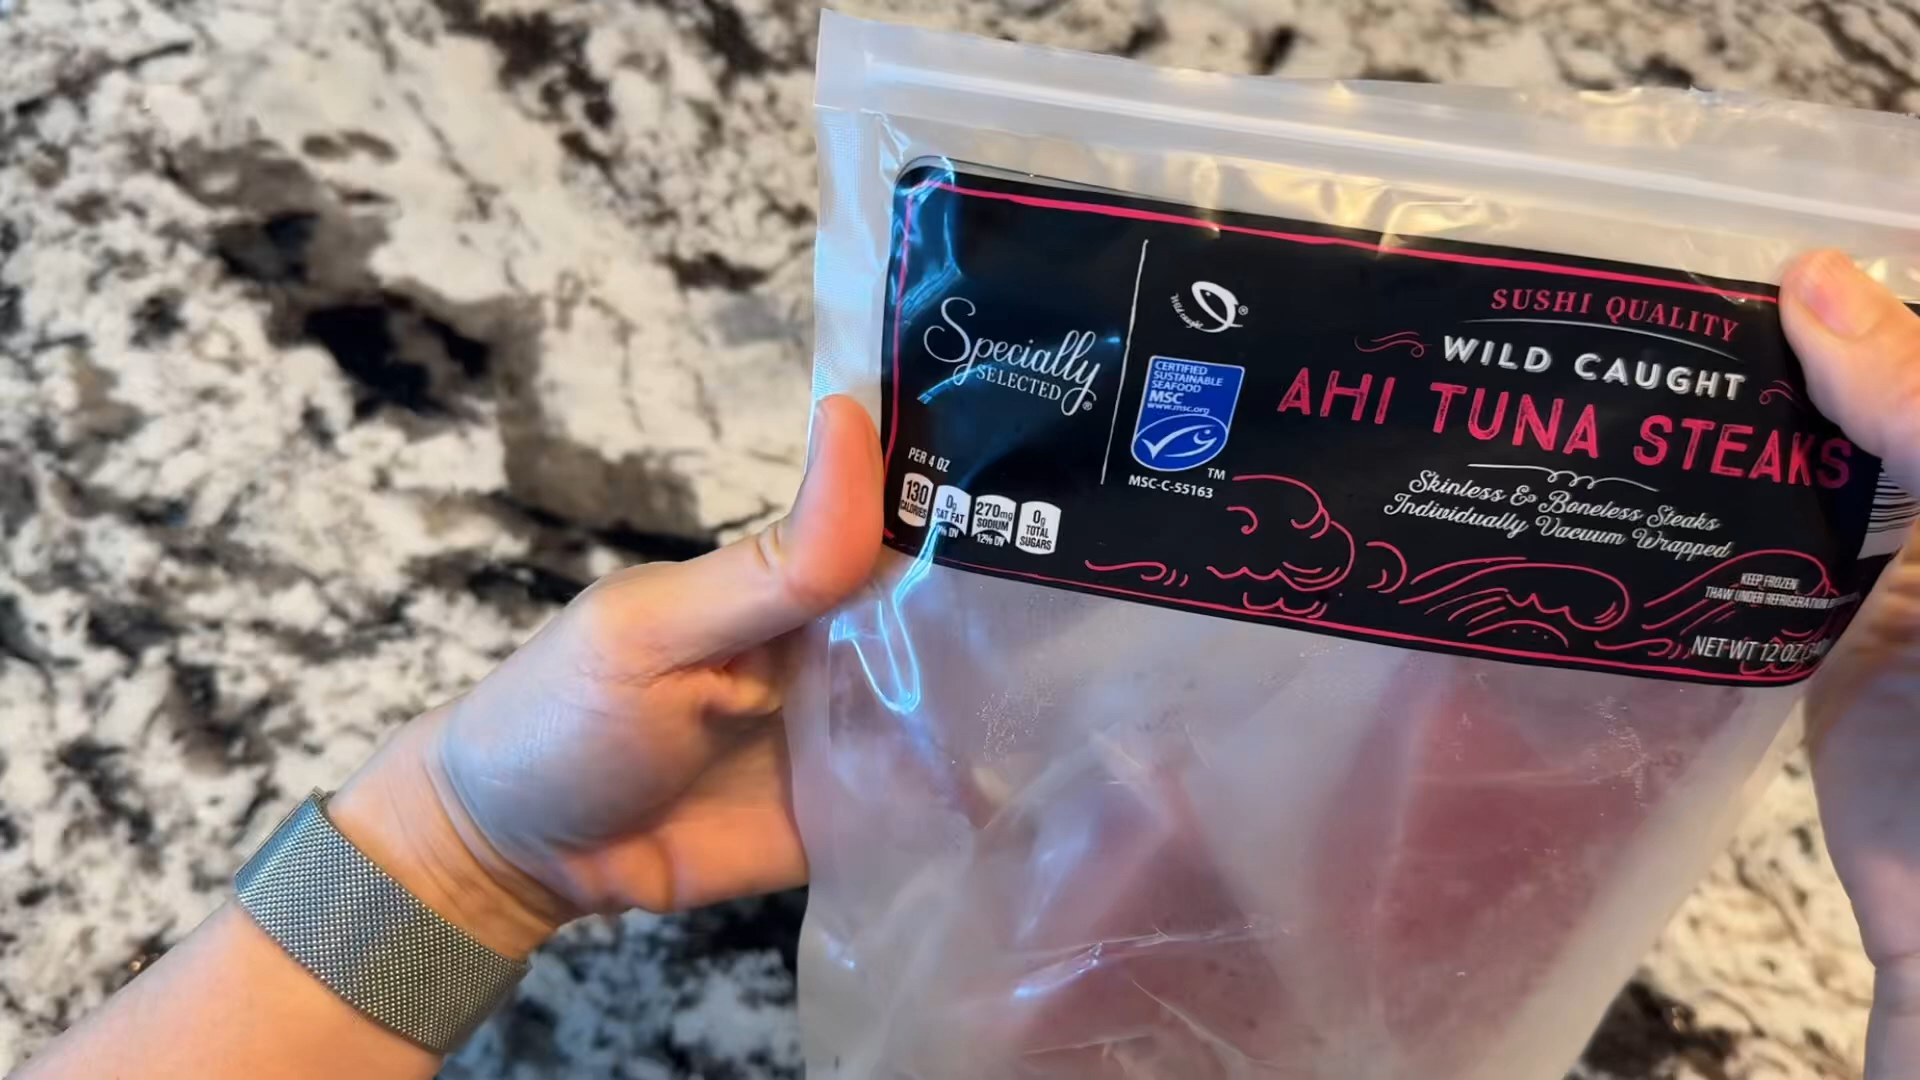 Specially
SELECTED®
Wild Caught ®
CERTIFIED
SUSTAINABLE
SEAFOOD
MSC
www.msc.org
TM
MSC-C-55163
PER 4 OZ
130
CALORIES
0g
SAT FAT
0% DV
270mg
SODIUM
12% DV
0g
TOTAL
SUGARS
SUSHI QUALITY
WILD CAUGHT
AHI TUNA STEAKS
Skinless & Boneless Steaks
Individually Vacuum Wrapped
KEEP FROZEN
THAW UNDER REFRIGERATION
NET WT 12 OZ